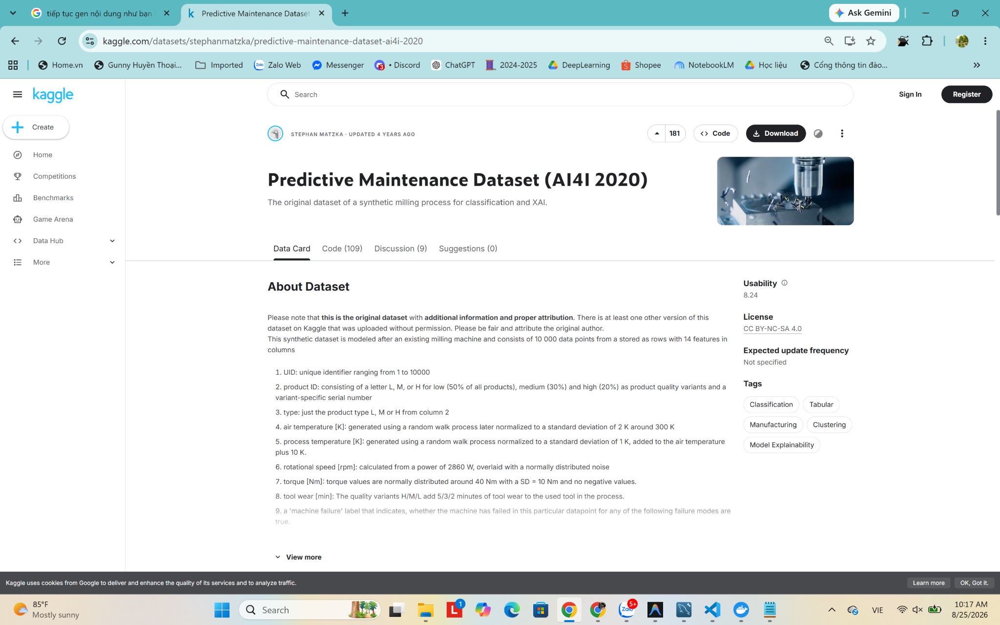 tiếp tục gen nội dung như bạn
Predictive Maintenance Dataset
Ask Gemini
kaggle.com/datasets/stephanmatzka/predictive-maintenance-dataset-ai4i-2020
Home.vn
Gunny Huyền Thoại...
Imported
Zalo Web
Messenger
• Discord
ChatGPT
2024-2025
DeepLearning
Shopee
NotebookLM
Học liệu
Cổng thông tin đào...
kaggle
Search
Sign In
Register
Create
Home
Competitions
Benchmarks
Game Arena
Data Hub
More
STEPHAN MATZKA · UPDATED 4 YEARS AGO
181
Code
Download
Predictive Maintenance Dataset (AI4I 2020)
The original dataset of a synthetic milling process for classification and XAI.
Data Card
Code (109)
Discussion (9)
Suggestions (0)
About Dataset
Please note that this is the original dataset with additional information and proper attribution. There is at least one other version of this
dataset on Kaggle that was uploaded without permission. Please be fair and attribute the original author.
This synthetic dataset is modeled after an existing milling machine and consists of 10 000 data points from a stored as rows with 14 features in
columns
1. UID: unique identifier ranging from 1 to 10000
2. product ID: consisting of a letter L, M, or H for low (50% of all products), medium (30%) and high (20%) as product quality variants and a
variant-specific serial number
3. type: just the product type L, M or H from column 2
4. air temperature [K]: generated using a random walk process later normalized to a standard deviation of 2 K around 300 K
5. process temperature [K]: generated using a random walk process normalized to a standard deviation of 1 K, added to the air temperature
plus 10 K.
6. rotational speed [rpm]: calculated from a power of 2860 W, overlaid with a normally distributed noise
7. torque [Nm]: torque values are normally distributed around 40 Nm with a SD = 10 Nm and no negative values.
8. tool wear [min]: The quality variants H/M/L add 5/3/2 minutes of tool wear to the used tool in the process.
9. a 'machine failure' label that indicates, whether the machine has failed in this particular datapoint for any of the following failure modes are
true.
View more
Usability
8.24
License
CC BY-NC-SA 4.0
Expected update frequency
Not specified
Tags
Classification
Tabular
Manufacturing
Clustering
Model Explainability
Kaggle uses cookies from Google to deliver and enhance the quality of its services and to analyze traffic.
Learn more
OK, Got it.
85°F
Mostly sunny
Search
L
1
Zalo
5+
VIE
10:17 AM
8/25/2026